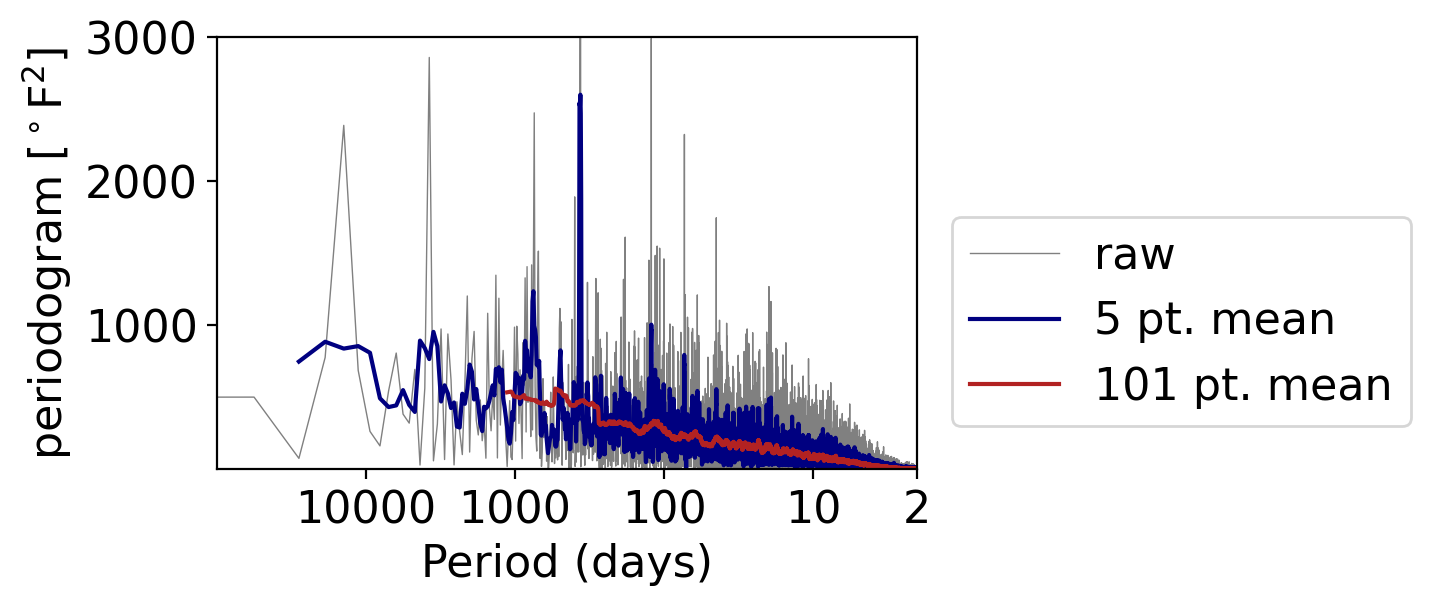 periodogram [°F²]
3000
2000
1000
10000 1000 100 10 2
Period (days)
raw
5 pt. mean
101 pt. mean